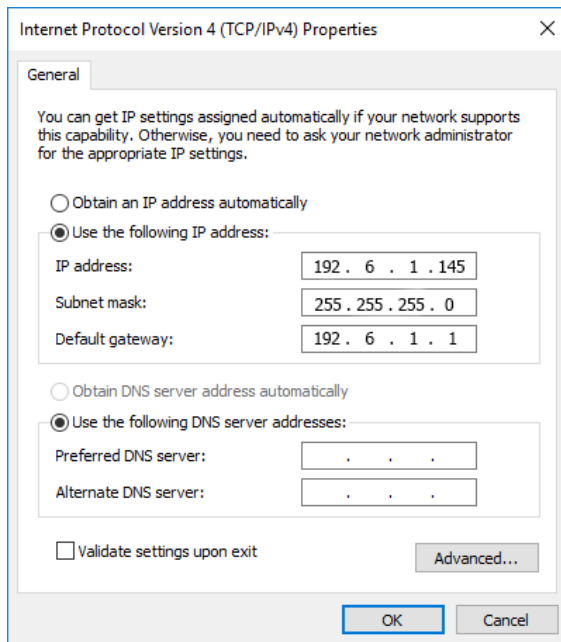 Internet Protocol Version 4 (TCP/IPv4) Properties
General
You can get IP settings assigned automatically if your network supports
this capability. Otherwise, you need to ask your network administrator
for the appropriate IP settings.
Obtain an IP address automatically
Use the following IP address:
IP address: 192 . 6 . 1 . 145
Subnet mask: 255 . 255 . 255 . 0
Default gateway: 192 . 6 . 1 . 1
Obtain DNS server address automatically
Use the following DNS server addresses:
Preferred DNS server: . . .
Alternate DNS server: . . .
Validate settings upon exit
Advanced...
OK Cancel